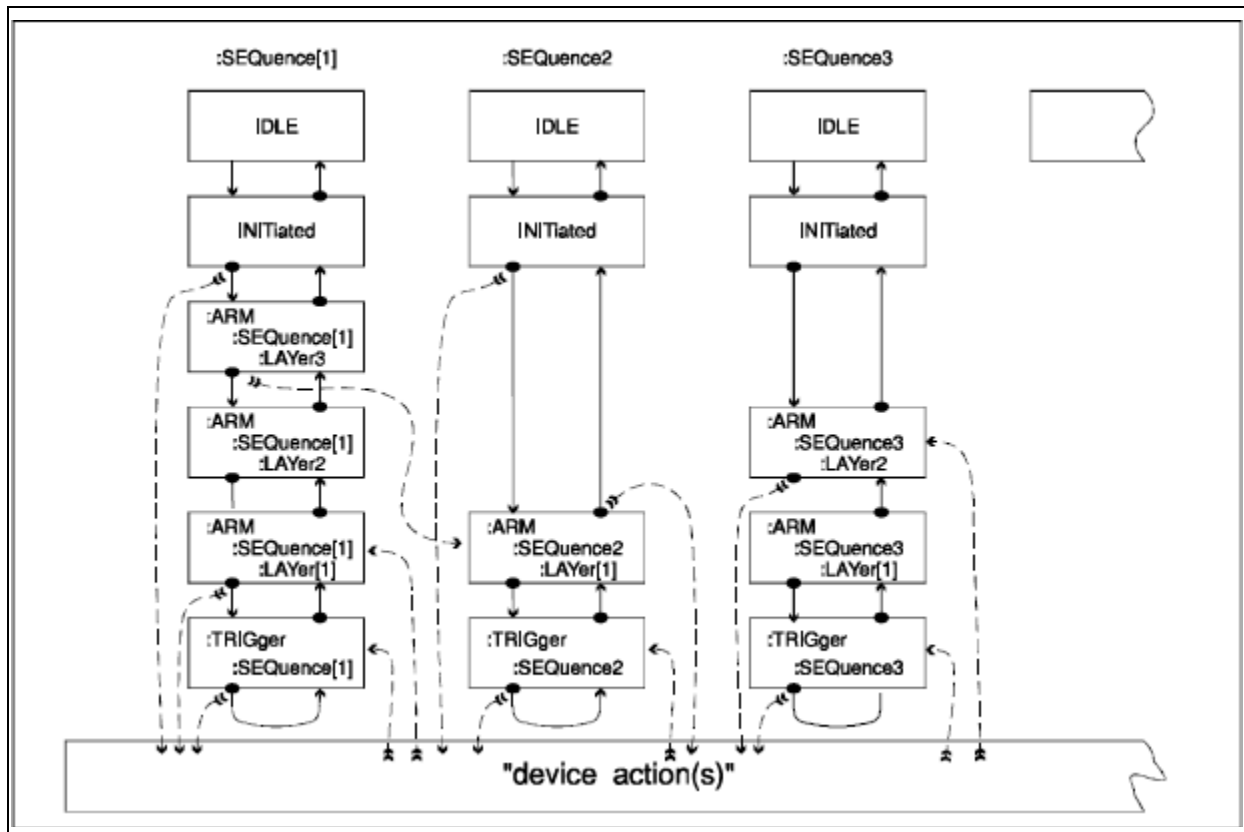 :SEQuence[1]
:SEQuence2
:SEQuence3
IDLE
IDLE
IDLE
INITiated
INITiated
INITiated
:ARM
:SEQuence[1]
:LAYer3
:ARM
:SEQuence[1]
:LAYer2
:ARM
:SEQuence3
:LAYer2
:ARM
:SEQuence[1]
:LAYer[1]
:ARM
:SEQuence2
:LAYer[1]
:ARM
:SEQuence3
:LAYer[1]
:TRIGger
:SEQuence[1]
:TRIGger
:SEQuence2
:TRIGger
:SEQuence3
"device action(s)"